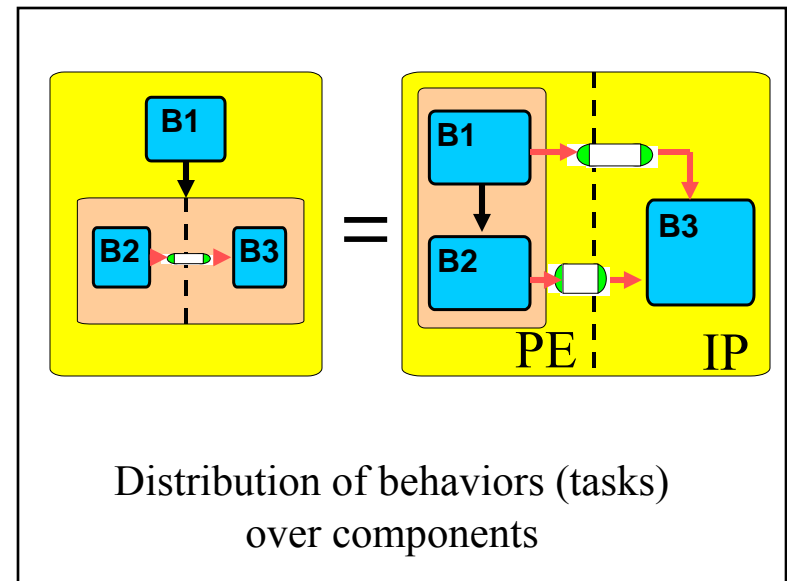 B1
B2
B3
=
B1
B2
B3
PE
IP
Distribution of behaviors (tasks)
over components